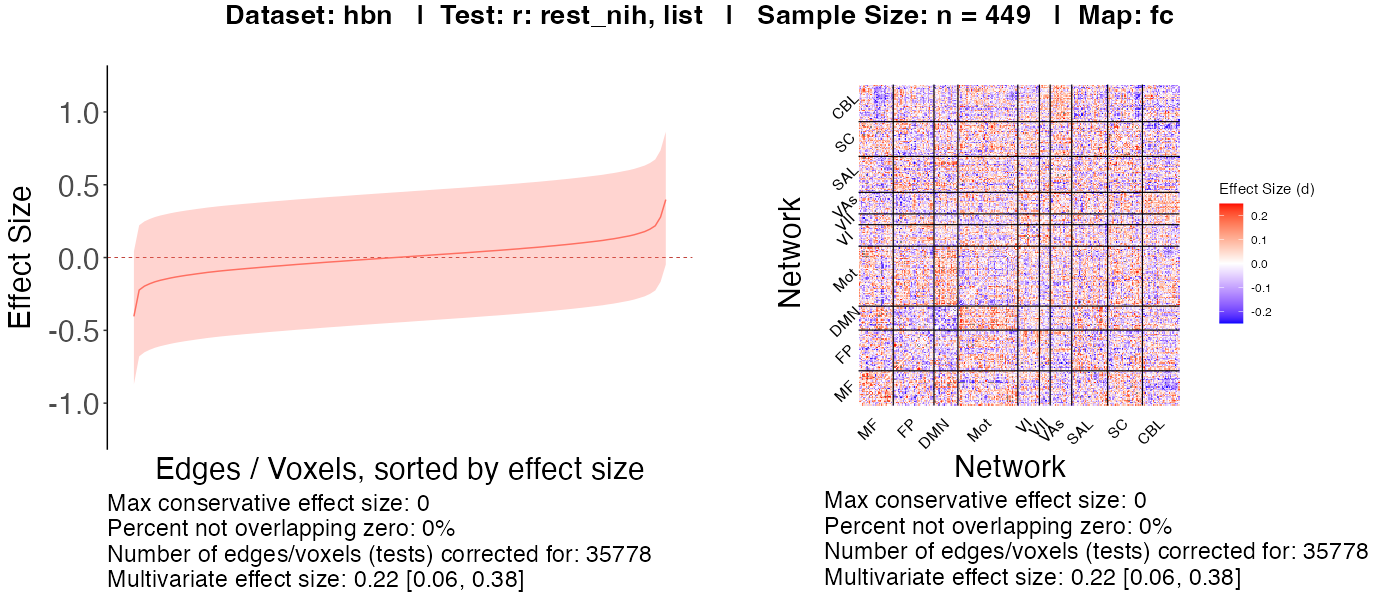 Dataset: hbn | Test: r: rest_nih, list | Sample Size: n = 449 | Map: fc
Effect Size
1.0
0.5
0.0
-0.5
-1.0
Edges / Voxels, sorted by effect size
Max conservative effect size: 0
Percent not overlapping zero: 0%
Number of edges/voxels (tests) corrected for: 35778
Multivariate effect size: 0.22 [0.06, 0.38]
Network
CBL
SC
SAL
VAs
VII
VI
Mot
DMN
FP
MF
MF
FP
DMN
Mot
VI
VII
VAs
SAL
SC
CBL
Network
Effect Size (d)
0.2
0.1
0.0
-0.1
-0.2
Max conservative effect size: 0
Percent not overlapping zero: 0%
Number of edges/voxels (tests) corrected for: 35778
Multivariate effect size: 0.22 [0.06, 0.38]